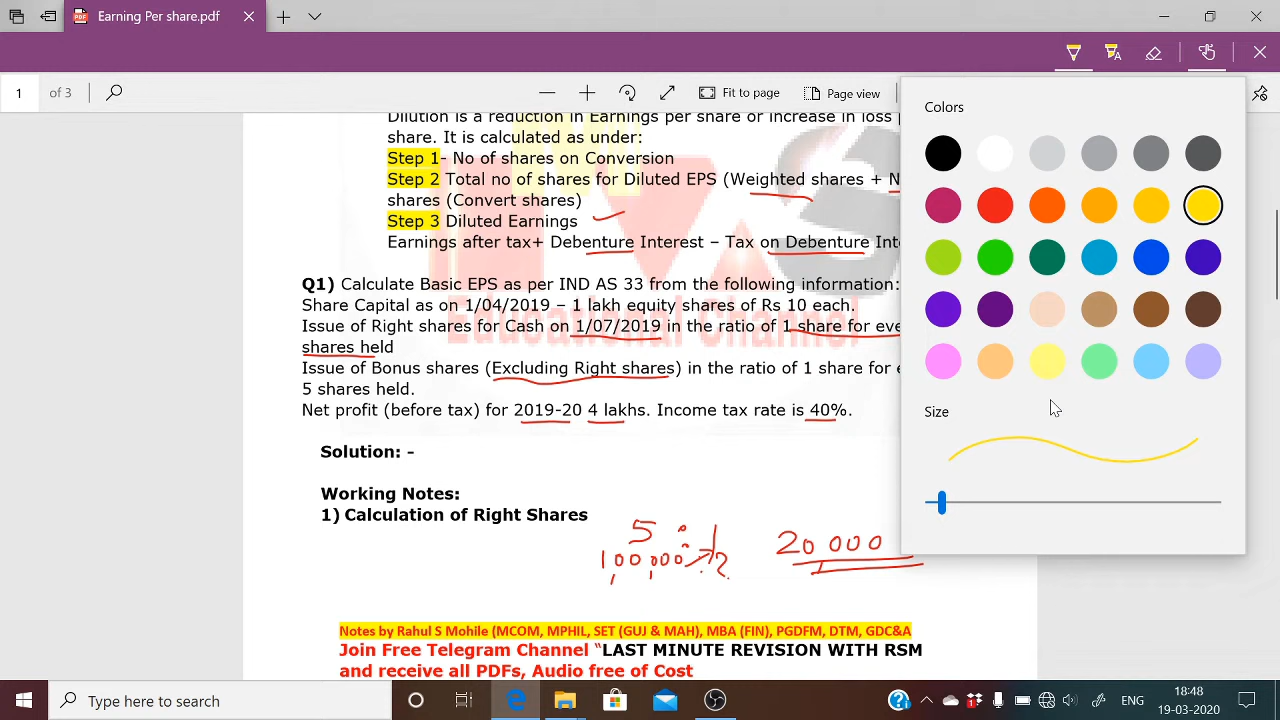 Earning Per share.pdf
1 of 3 Fit to page Page view
Dilution is a reduction in Earnings per share or increase in loss
share. It is calculated as under:
Step 1- No of shares on Conversion
Step 2 Total no of shares for Diluted EPS (Weighted shares + N
shares (Convert shares)
Step 3 Diluted Earnings
Earnings after tax+ Debenture Interest – Tax on Debenture Int
Q1) Calculate Basic EPS as per IND AS 33 from the following information:
Share Capital as on 1/04/2019 – 1 lakh equity shares of Rs 10 each.
Issue of Right shares for Cash on 1/07/2019 in the ratio of 1 share for eve
shares held
Issue of Bonus shares (Excluding Right shares) in the ratio of 1 share for e
5 shares held.
Net profit (before tax) for 2019-20 4 lakhs. Income tax rate is 40%.
Solution: -
Working Notes:
1) Calculation of Right Shares
5 : 1
100,000 : ?
20000
Notes by Rahul S Mohile (MCOM, MPHIL, SET (GUJ & MAH), MBA (FIN), PGDFM, DTM, GDC&A
Join Free Telegram Channel “LAST MINUTE REVISION WITH RSM
and receive all PDFs, Audio free of Cost
Educational Channel
Colors
Size
Type here to search
ENG
18:48
19-03-2020